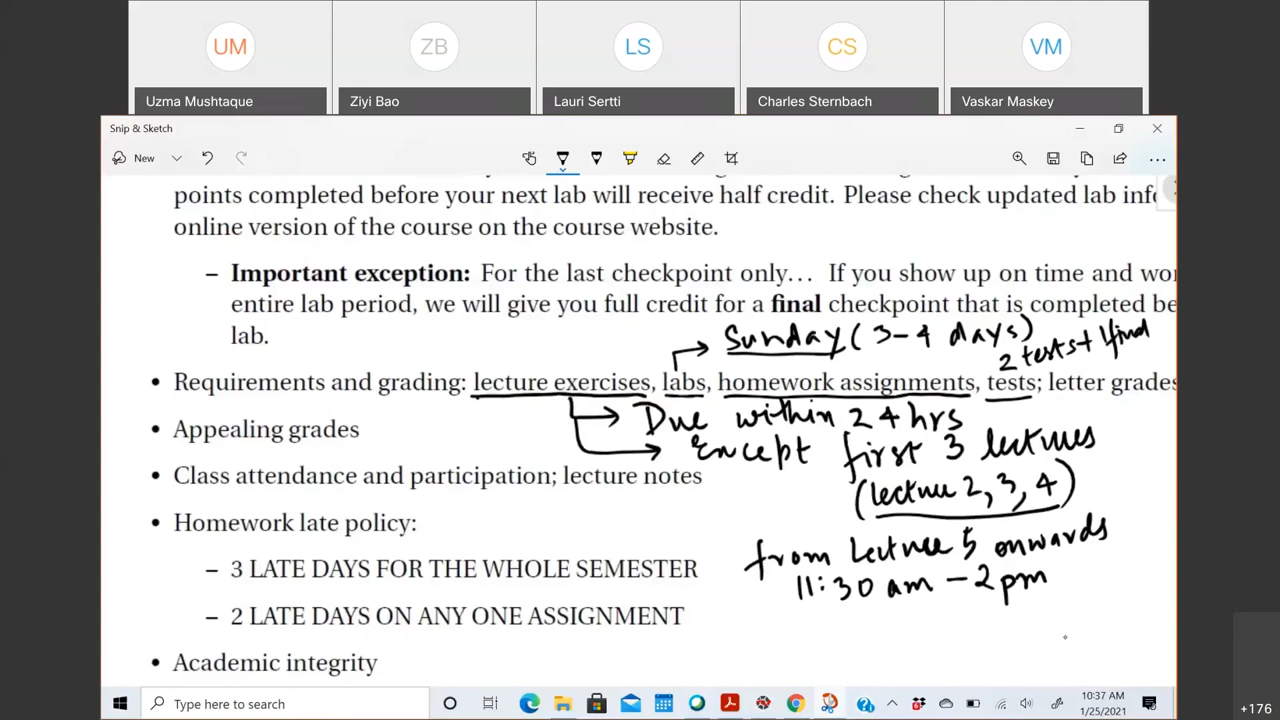 UM
ZB
LS
CS
VM
Uzma Mushtaque
Ziyi Bao
Lauri Sertti
Charles Sternbach
Vaskar Maskey
Snip & Sketch
New
points completed before your next lab will receive half credit. Please check updated lab info
online version of the course on the course website.
– Important exception: For the last checkpoint only… If you show up on time and wor
entire lab period, we will give you full credit for a final checkpoint that is completed be
lab.
Sunday (3-4 days)
2 tests + 1 final
• Requirements and grading: lecture exercises, labs, homework assignments, tests; letter grades
Due within 24 hrs
• Appealing grades
Except first 3 lectures
• Class attendance and participation; lecture notes
(lecture 2, 3, 4)
• Homework late policy:
from Lecture 5 onwards
– 3 LATE DAYS FOR THE WHOLE SEMESTER
11:30 am - 2 pm
– 2 LATE DAYS ON ANY ONE ASSIGNMENT
• Academic integrity
Type here to search
10:37 AM
1/25/2021
+176